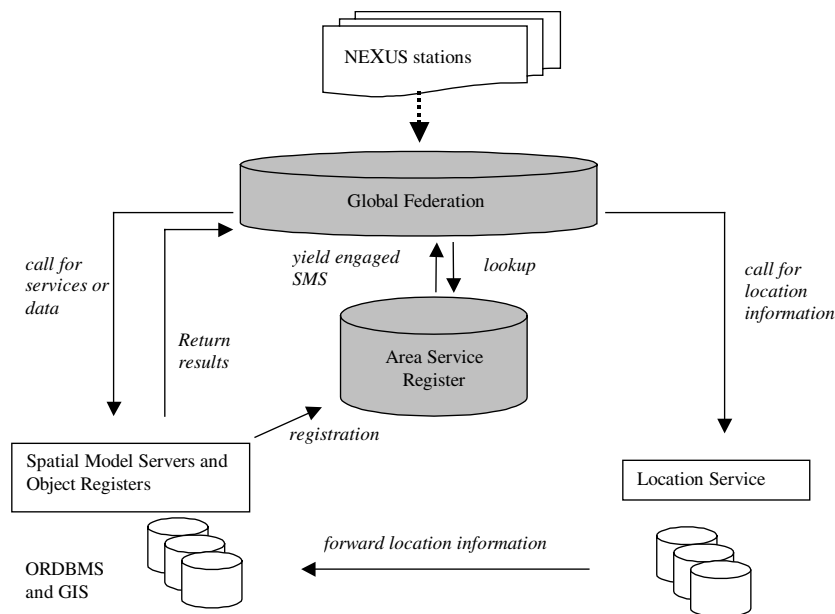 NEXUS stations
Global Federation
call for
services or
data
yield engaged
SMS
lookup
call for
location
information
Return
results
Area Service
Register
registration
Spatial Model Servers and
Object Registers
Location Service
forward location information
ORDBMS
and GIS